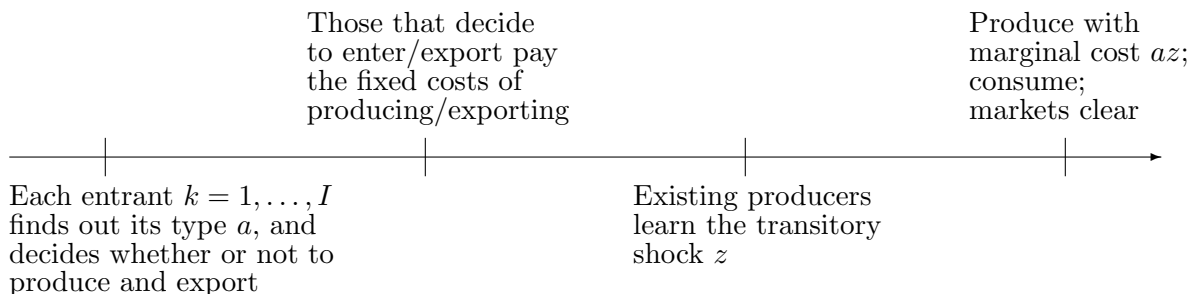 Those that decide
to enter/export pay
the fixed costs of
producing/exporting
Produce with
marginal cost az;
consume;
markets clear
Each entrant k = 1, . . . , I
finds out its type a, and
decides whether or not to
produce and export
Existing producers
learn the transitory
shock z